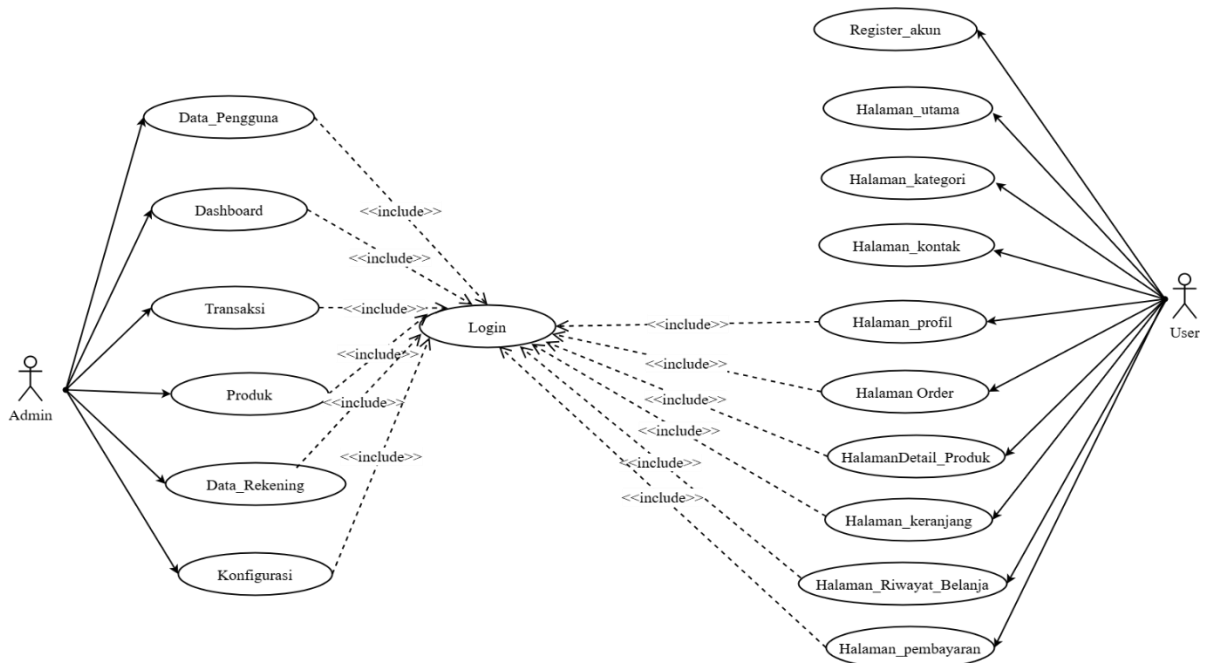 Register_akun
Halaman_utama
Data_Pengguna
Halaman_kategori
Dashboard
<<include>>
Halaman_kontak
<<include>>
Transaksi
<<include>>
Login
<<include>>
Halaman_profil
User
<<include>>
<<include>>
Admin
Produk
<<include>>
Halaman Order
<<include>>
<<include>>
<<include>>
HalamanDetail_Produk
<<include>>
Data_Rekening
<<include>>
Halaman_keranjang
Konfigurasi
Halaman_Riwayat_Belanja
Halaman_pembayaran